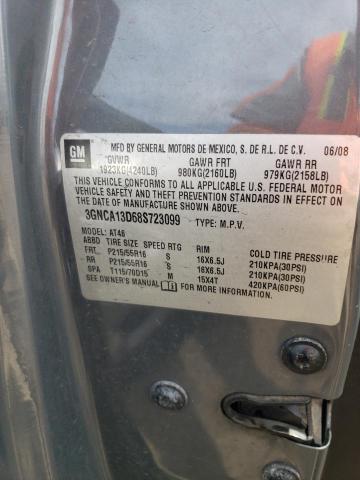 GM
MFD BY GENERAL MOTORS DE MEXICO, S. DE R.L. DE C.V. 06/08
GVWR GAWR FRT GAWR RR
1923KG(4240LB) 980KG(2160LB) 979KG(2158LB)
THIS VEHICLE CONFORMS TO ALL APPLICABLE U.S. FEDERAL MOTOR
VEHICLE SAFETY AND THEFT PREVENTION STANDARDS IN EFFECT ON
THE DATE OF MANUFACTURE SHOWN ABOVE.
3GNCA13D68S723099 TYPE: M.P.V.
MODEL: AT46
ABBD TIRE SIZE SPEED RTG RIM COLD TIRE PRESSURE
FRT P215/55R16 S 16X6.5J 210KPA(30PSI)
RR P215/55R16 S 16X6.5J 210KPA(30PSI)
SPA T115/70D15 M 15X4T 420KPA(60PSI)
SEE OWNER'S MANUAL FOR MORE INFORMATION.